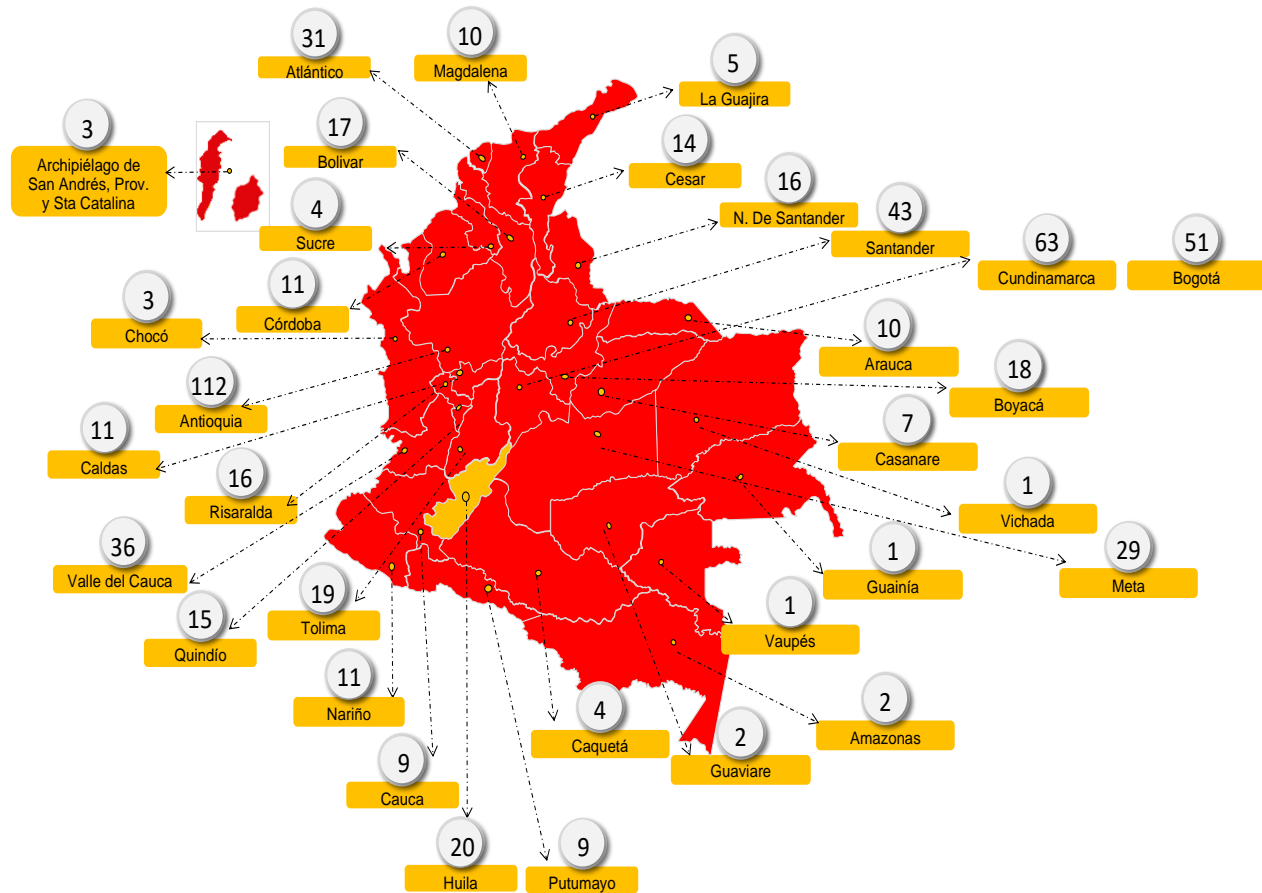 31
Atlántico
10
Magdalena
5
La Guajira
3
Archipiélago de
San Andrés, Prov.
y Sta Catalina
17
Bolivar
14
Cesar
4
Sucre
16
N. De Santander
43
Santander
63
Cundinamarca
51
Bogotá
11
Córdoba
3
Chocó
10
Arauca
112
Antioquia
18
Boyacá
11
Caldas
7
Casanare
16
Risaralda
1
Vichada
36
Valle del Cauca
1
Guainía
29
Meta
15
Quindío
19
Tolima
1
Vaupés
11
Nariño
4
Caquetá
2
Guaviare
2
Amazonas
9
Cauca
20
Huila
9
Putumayo